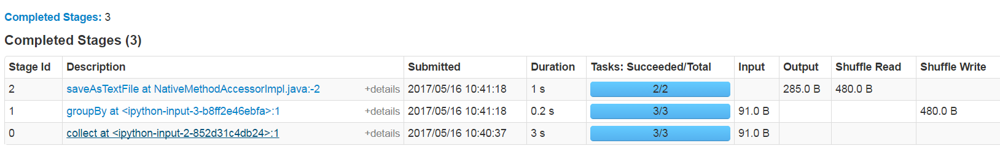 Completed Stages: 3
Completed Stages (3)
Stage Id Description Submitted Duration Tasks: Succeeded/Total Input Output Shuffle Read Shuffle Write
2 saveAsTextFile at NativeMethodAccessorImpl.java:-2 +details 2017/05/16 10:41:18 1 s 2/2 285.0 B 480.0 B
1 groupBy at <ipython-input-3-b8ff2e46ebfa>:1 +details 2017/05/16 10:41:18 0.2 s 3/3 91.0 B 480.0 B
0 collect at <ipython-input-2-852d31c4db24>:1 +details 2017/05/16 10:40:37 3 s 3/3 91.0 B